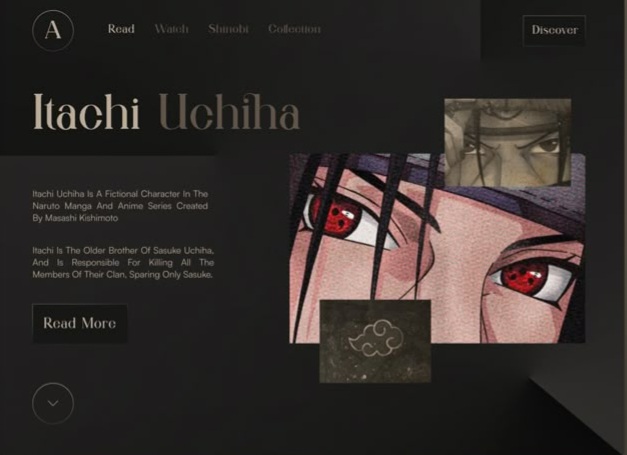 A
Read Watch Shinobi Collection
Discover
Itachi Uchiha
Itachi Uchiha Is A Fictional Character In The
Naruto Manga And Anime Series Created
By Masashi Kishimoto
Itachi Is The Older Brother Of Sasuke Uchiha,
And Is Responsible For Killing All The
Members Of Their Clan, Sparing Only Sasuke.
Read More